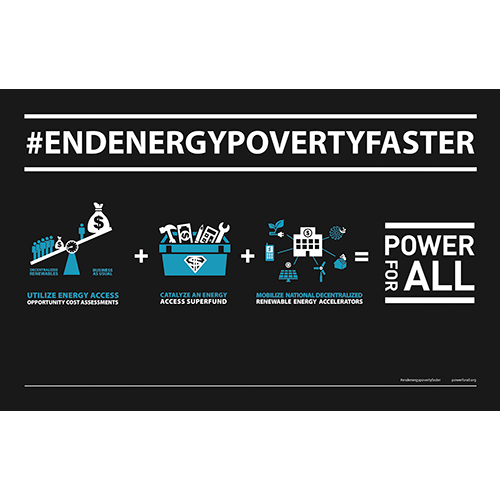 #ENDENERGYPOVERTYFASTER
DECENTRALIZED
RENEWABLES
BUSINESS
AS USUAL
UTILIZE ENERGY ACCESS
OPPORTUNITY COST ASSESSMENTS
+
CATALYZE AN ENERGY
ACCESS SUPERFUND
+
MOBILIZE NATIONAL DECENTRALIZED
RENEWABLE ENERGY ACCELERATORS
=
POWER
FOR ALL
#endenergypovertyfaster powerforall.org